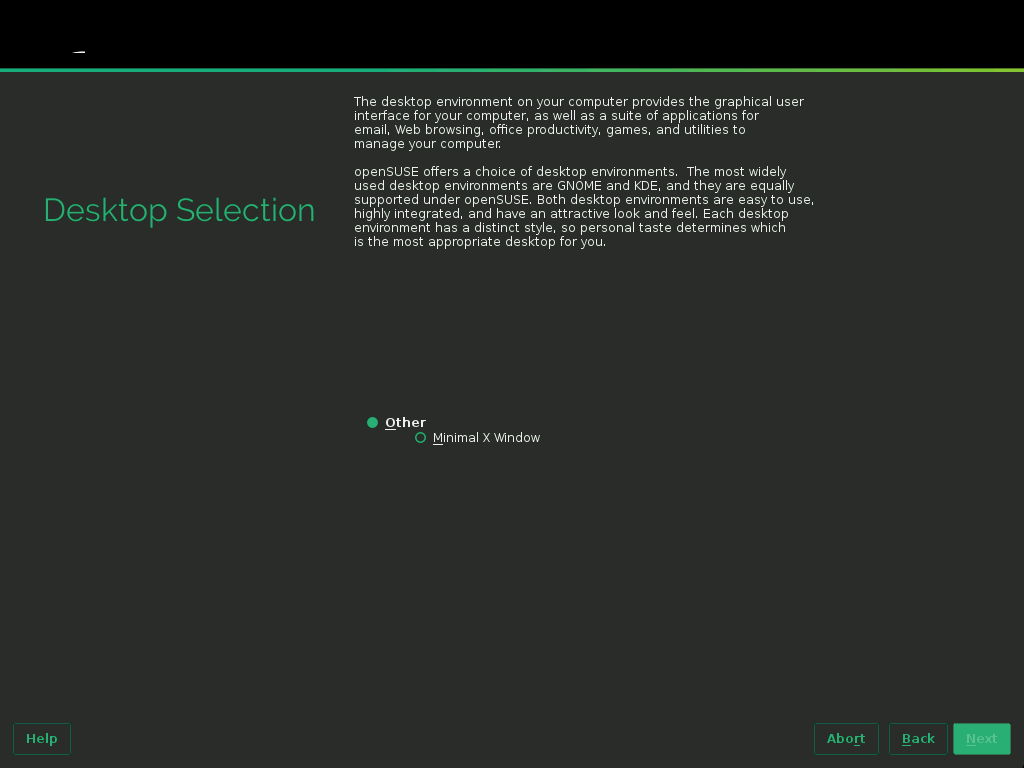 The desktop environment on your computer provides the graphical user
interface for your computer, as well as a suite of applications for
email, Web browsing, office productivity, games, and utilities to
manage your computer.
openSUSE offers a choice of desktop environments.  The most widely
used desktop environments are GNOME and KDE, and they are equally
supported under openSUSE. Both desktop environments are easy to use,
highly integrated, and have an attractive look and feel. Each desktop
environment has a distinct style, so personal taste determines which
is the most appropriate desktop for you.
Desktop Selection
Other
Minimal X Window
Help
Abort
Back
Next